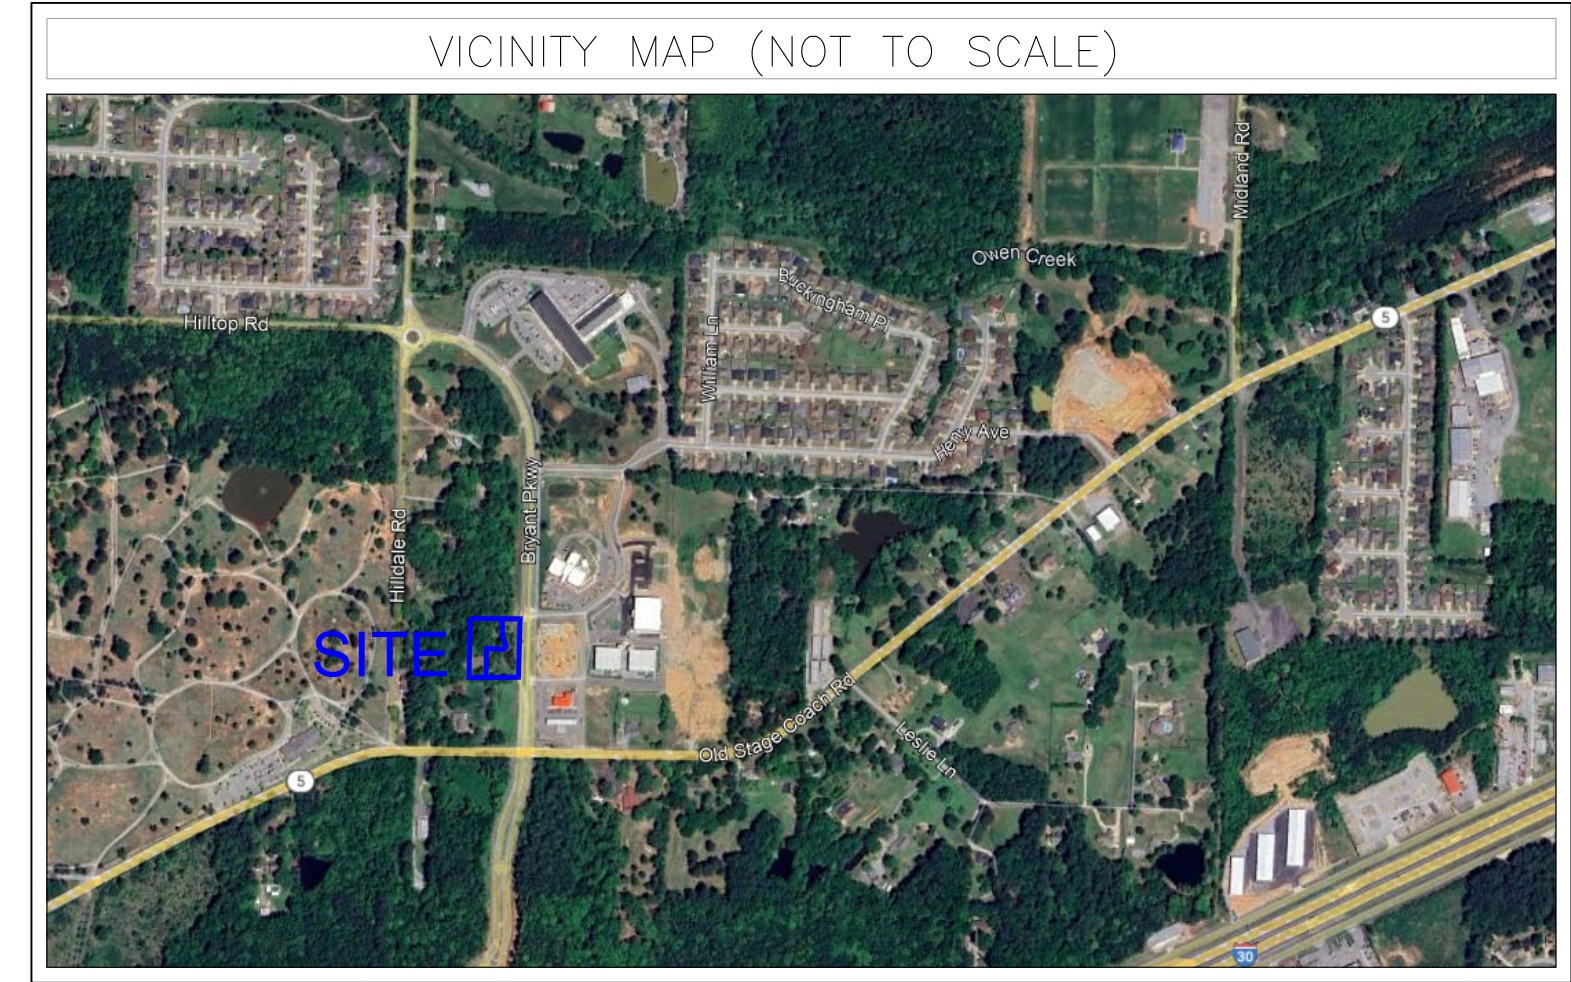 VICINITY MAP (NOT TO SCALE)
Midland Rd
Owen Creek
Buckingham Pl
Hilltop Rd
5
William Ln
Henry Ave
Bryant Pkwy
Hilldale Rd
SITE
Old Stage Coach Rd
Leslie Ln
5
30